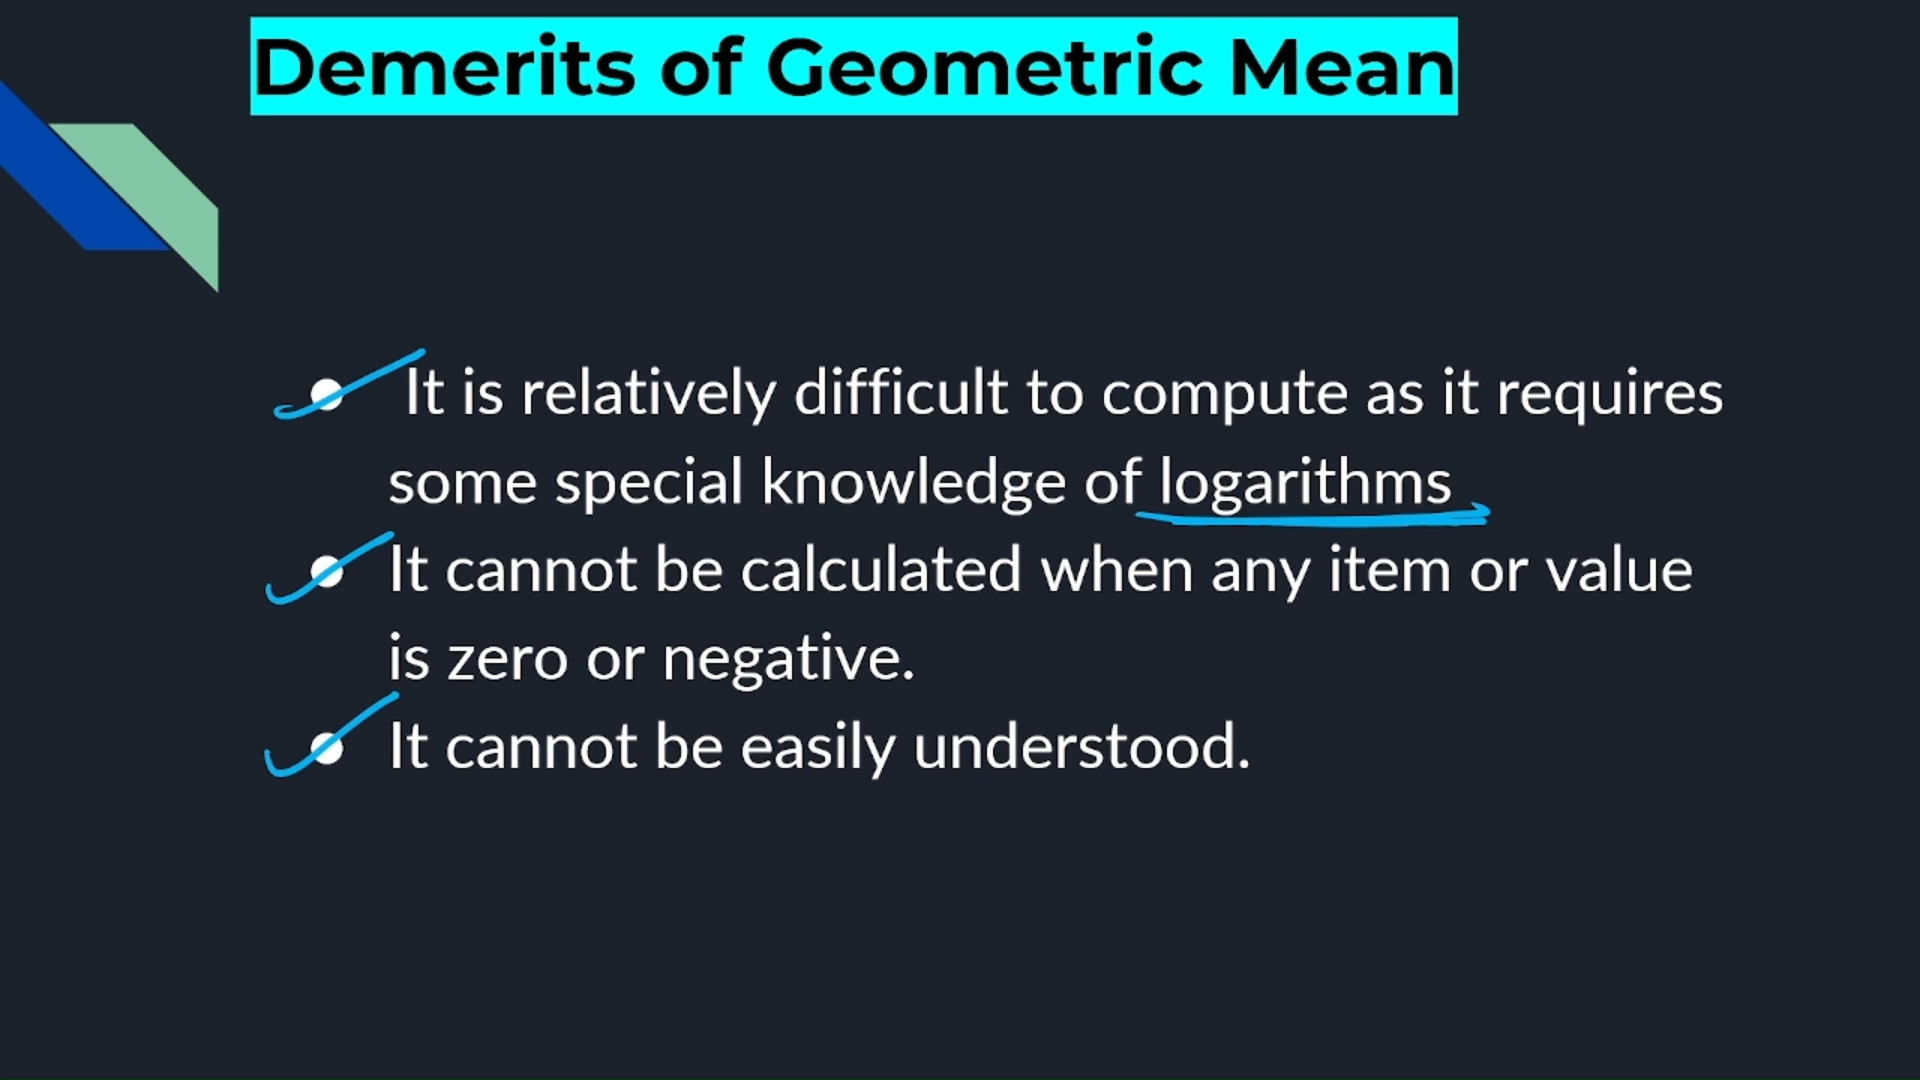 Demerits of Geometric Mean
● It is relatively difficult to compute as it requires
some special knowledge of logarithms
● It cannot be calculated when any item or value
is zero or negative.
● It cannot be easily understood.